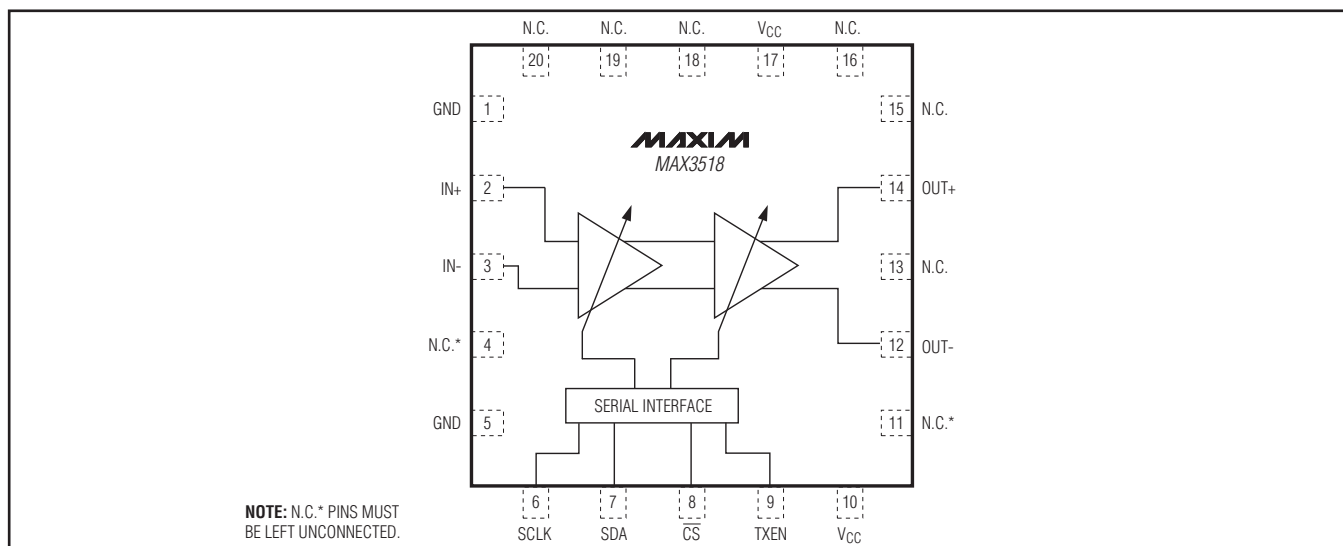 N.C. N.C. N.C. VCC N.C.
20 19 18 17 16
GND 1 15 N.C.
MAXIM
MAX3518
IN+ 2 14 OUT+
IN- 3 13 N.C.
N.C.* 4 12 OUT-
SERIAL INTERFACE
GND 5 11 N.C.*
6 7 8 9 10
SCLK SDA C̅S̅ TXEN VCC
NOTE: N.C.* PINS MUST
BE LEFT UNCONNECTED.